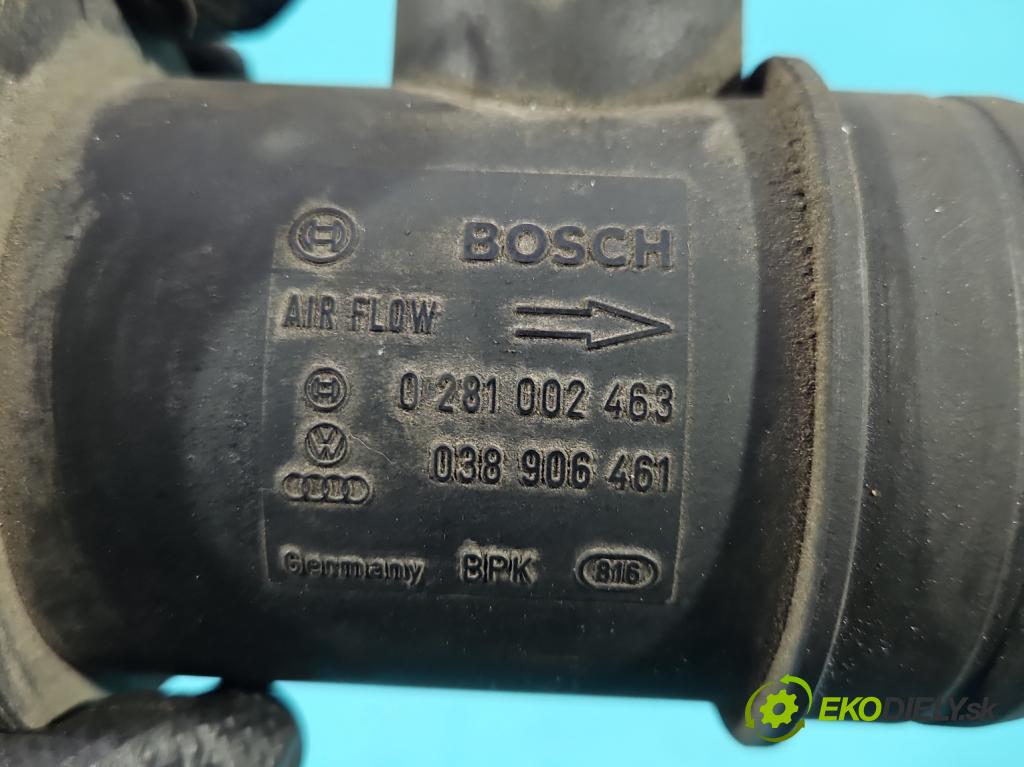 BOSCH
AIR FLOW
0 281 002 463
038 906 461
Germany BPK 816
EKODIELY.sk